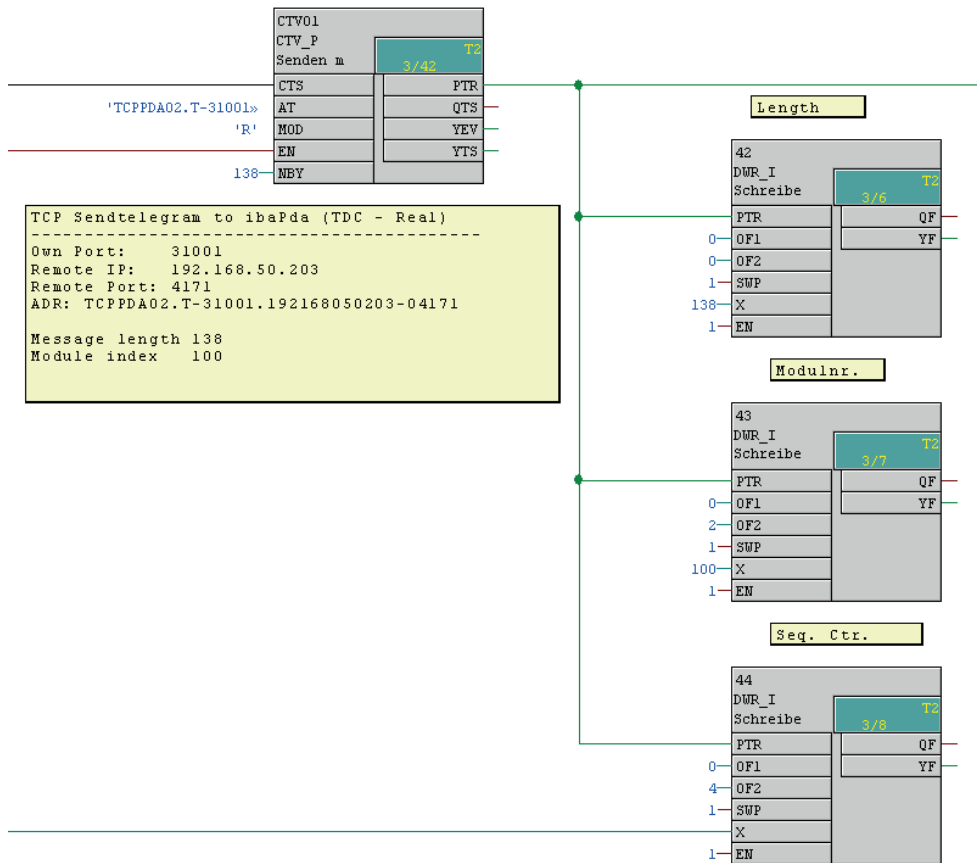 CTV01
CTV_P
Senden m
T2
3/42
CTS PTR
'TCPPDA02.T-31001» AT QTS
'R' MOD YEV
EN YTS
138 NBY
TCP Sendtelegram to ibaPda (TDC - Real)
-----------------------------------------
Own Port: 31001
Remote IP: 192.168.50.203
Remote Port: 4171
ADR: TCPPDA02.T-31001.192168050203-04171
Message length 138
Module index 100
Length
42
DWR_I
Schreibe
T2
3/6
PTR QF
0 OF1 YF
0 OF2
1 SWP
138 X
1 EN
Modulnr.
43
DWR_I
Schreibe
T2
3/7
PTR QF
0 OF1 YF
2 OF2
1 SWP
100 X
1 EN
Seq. Ctr.
44
DWR_I
Schreibe
T2
3/8
PTR QF
0 OF1 YF
4 OF2
1 SWP
X
1 EN